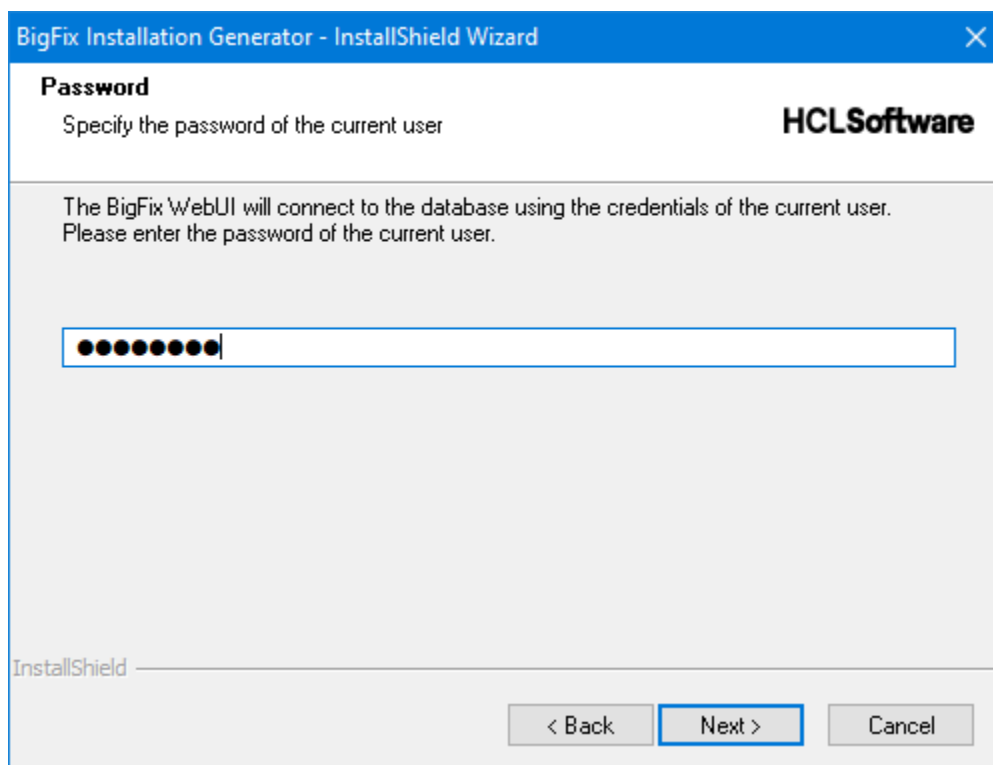 BigFix Installation Generator - InstallShield Wizard
Password
Specify the password of the current user
HCLSoftware
The BigFix WebUI will connect to the database using the credentials of the current user.
Please enter the password of the current user.
●●●●●●●●
InstallShield
< Back
Next >
Cancel